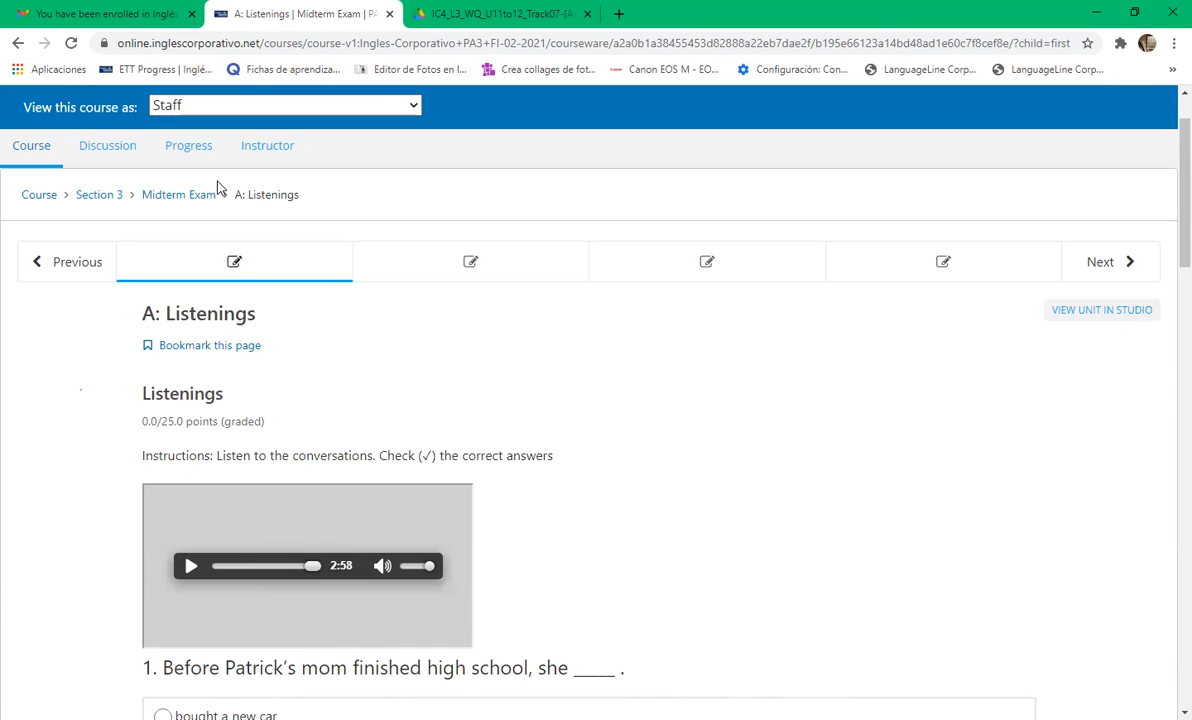 You have been enrolled in Inglés
A: Listenings | Midterm Exam | PA
IC4_L3_WQ_U11to12_Track07-[A
online.inglescorporativo.net/courses/course-v1:Ingles-Corporativo+PA3+FI-02-2021/courseware/a2a0b1a38455453d82888a22eb7dae2f/b195e66123a14bd48ad1e60c7f8cef8e/?child=first
Aplicaciones
ETT Progress | Inglé...
Fichas de aprendiza...
Editor de Fotos en l...
Crea collages de fot...
Canon EOS M - EO...
Configuración: Con...
LanguageLine Corp...
LanguageLine Corp...
»
View this course as: Staff
Course Discussion Progress Instructor
Course > Section 3 > Midterm Exam > A: Listenings
Previous
Next
A: Listenings
VIEW UNIT IN STUDIO
Bookmark this page
Listenings
0.0/25.0 points (graded)
Instructions: Listen to the conversations. Check (✓) the correct answers
2:58
1. Before Patrick’s mom finished high school, she _____ .
bought a new car